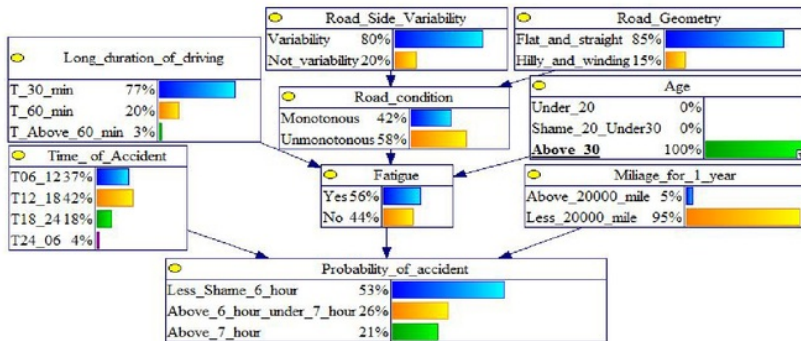 Road_Side_Variability
Variability 80%
Not_variability 20%
Road_Geometry
Flat_and_straight 85%
Hilly_and_winding 15%
Long_duration_of_driving
T_30_min 77%
T_60_min 20%
T_Above_60_min 3%
Road_condition
Monotonous 42%
Unmonotonous 58%
Age
Under_20 0%
Shame_20_Under30 0%
Above_30 100%
Time_of_Accident
T06_12 37%
T12_18 42%
T18_24 18%
T24_06 4%
Fatigue
Yes 56%
No 44%
Miliage_for_1_year
Above_20000_mile 5%
Less_20000_mile 95%
Probability_of_accident
Less_Shame_6_hour 53%
Above_6_hour_under_7_hour 26%
Above_7_hour 21%